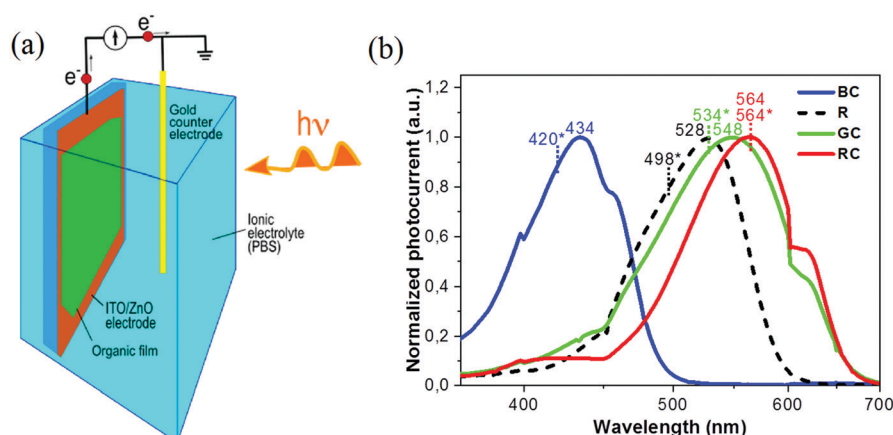 (a)
e-
e-
Gold
counter
electrode
hν
Ionic
electrolyte
(PBS)
ITO/ZnO
electrode
Organic film
(b)
Normalized photocurrent (a.u.)
1,2
1,0
0,8
0,6
0,4
0,2
0,0
420* 434
498*
528
534*
548
564
564*
BC
R
GC
RC
400 500 600 700
Wavelength (nm)